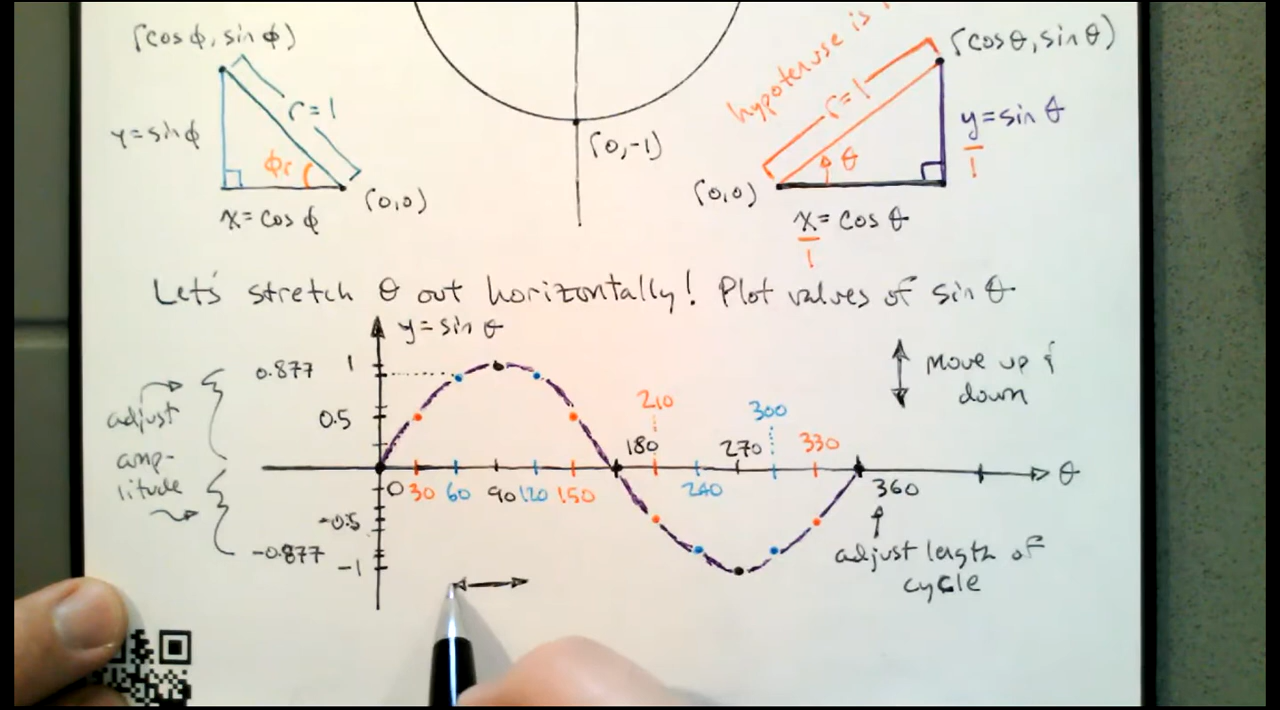 (cos ϕ, sin ϕ)
r=1
y=sin ϕ
ϕ
(0,0)
x=cos ϕ
(0,-1)
hypotenuse is
r=1
(cos θ, sin θ)
y=sin θ
1
θ
(0,0)
x=cos θ
1
Let's stretch θ out horizontally! Plot values of sin θ
y=sin θ
0.877 1
0.5
-0.5
-0.877
-1
adjust
amp-
litude
0 30 60 90 120 150
180 210 240 270 300 330 360
θ
move up &
down
adjust length of
cycle